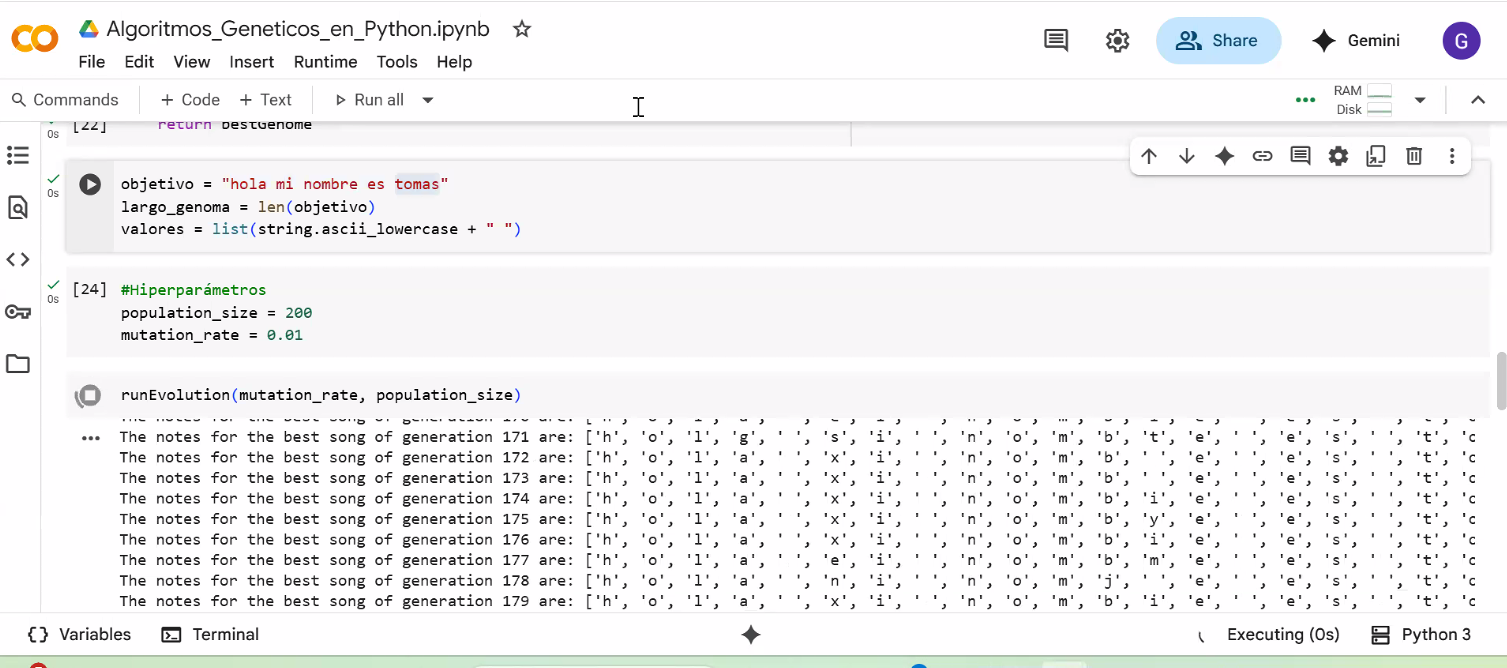 Algoritmos_Geneticos_en_Python.ipynb
Share
Gemini
G
File Edit View Insert Runtime Tools Help
Commands + Code + Text Run all
RAM
Disk
0s [22] return bestGenome
0s
objetivo = "hola mi nombre es tomas"
largo_genoma = len(objetivo)
valores = list(string.ascii_lowercase + " ")
0s
[24] #Hiperparámetros
population_size = 200
mutation_rate = 0.01
runEvolution(mutation_rate, population_size)
The notes for the best song of generation 171 are: ['h', 'o', 'l', 'g', ' ', 's', 'i', ' ', 'n', 'o', 'm', 'b', 't', 'e', ' ', 'e', 's', ' ', 't', 'o
The notes for the best song of generation 172 are: ['h', 'o', 'l', 'a', ' ', 'x', 'i', ' ', 'n', 'o', 'm', 'b', ' ', 'e', ' ', 'e', 's', ' ', 't', 'o
The notes for the best song of generation 173 are: ['h', 'o', 'l', 'a', ' ', 'x', 'i', ' ', 'n', 'o', 'm', 'b', ' ', 'e', ' ', 'e', 's', ' ', 't', 'o
The notes for the best song of generation 174 are: ['h', 'o', 'l', 'a', ' ', 'x', 'i', ' ', 'n', 'o', 'm', 'b', 'i', 'e', ' ', 'e', 's', ' ', 't', 'o
The notes for the best song of generation 175 are: ['h', 'o', 'l', 'a', ' ', 'x', 'i', ' ', 'n', 'o', 'm', 'b', 'y', 'e', ' ', 'e', 's', ' ', 't', 'o
The notes for the best song of generation 176 are: ['h', 'o', 'l', 'a', ' ', 'x', 'i', ' ', 'n', 'o', 'm', 'b', 'i', 'e', ' ', 'e', 's', ' ', 't', 'o
The notes for the best song of generation 177 are: ['h', 'o', 'l', 'a', ' ', 'e', 'i', ' ', 'n', 'o', 'm', 'b', 'm', 'e', ' ', 'e', 's', ' ', 't', 'o
The notes for the best song of generation 178 are: ['h', 'o', 'l', 'a', ' ', 'n', 'i', ' ', 'n', 'o', 'm', 'j', ' ', 'e', ' ', 'e', 's', ' ', 't', 'o
The notes for the best song of generation 179 are: ['h', 'o', 'l', 'a', ' ', 'x', 'i', ' ', 'n', 'o', 'm', 'b', 'i', 'e', ' ', 'e', 's', ' ', 't', 'o
Variables Terminal Executing (0s) Python 3